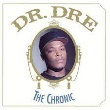 DR. DRE
THE CHRONIC